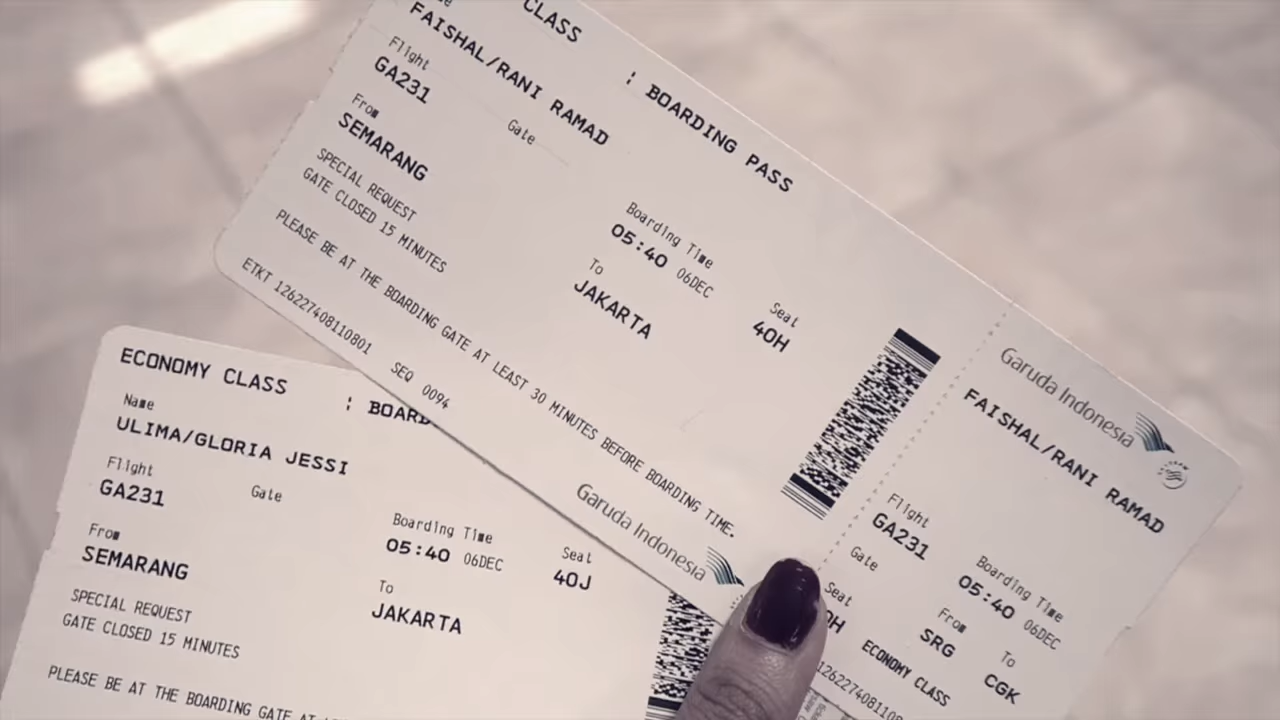 CLASS
: BOARDING PASS
FAISHAL/RANI RAMAD
Flight
GA231
Gate
From
SEMARANG
Boarding Time
05:40 06DEC
To
JAKARTA
Seat
40H
SPECIAL REQUEST
GATE CLOSED 15 MINUTES
PLEASE BE AT THE BOARDING GATE AT LEAST 30 MINUTES BEFORE BOARDING TIME.
ETKT 126227408110801
SEQ 0094
Garuda Indonesia
Garuda Indonesia
FAISHAL/RANI RAMAD
Flight
GA231
Gate
Boarding Time
05:40 06DEC
Seat
From
SRG
To
CGK
ECONOMY CLASS
ECONOMY CLASS
: BOARD
Name
ULIMA/GLORIA JESSI
Flight
GA231
Gate
Boarding Time
05:40 06DEC
Seat
40J
From
SEMARANG
To
JAKARTA
SPECIAL REQUEST
GATE CLOSED 15 MINUTES
PLEASE BE AT THE BOARDING GATE AT